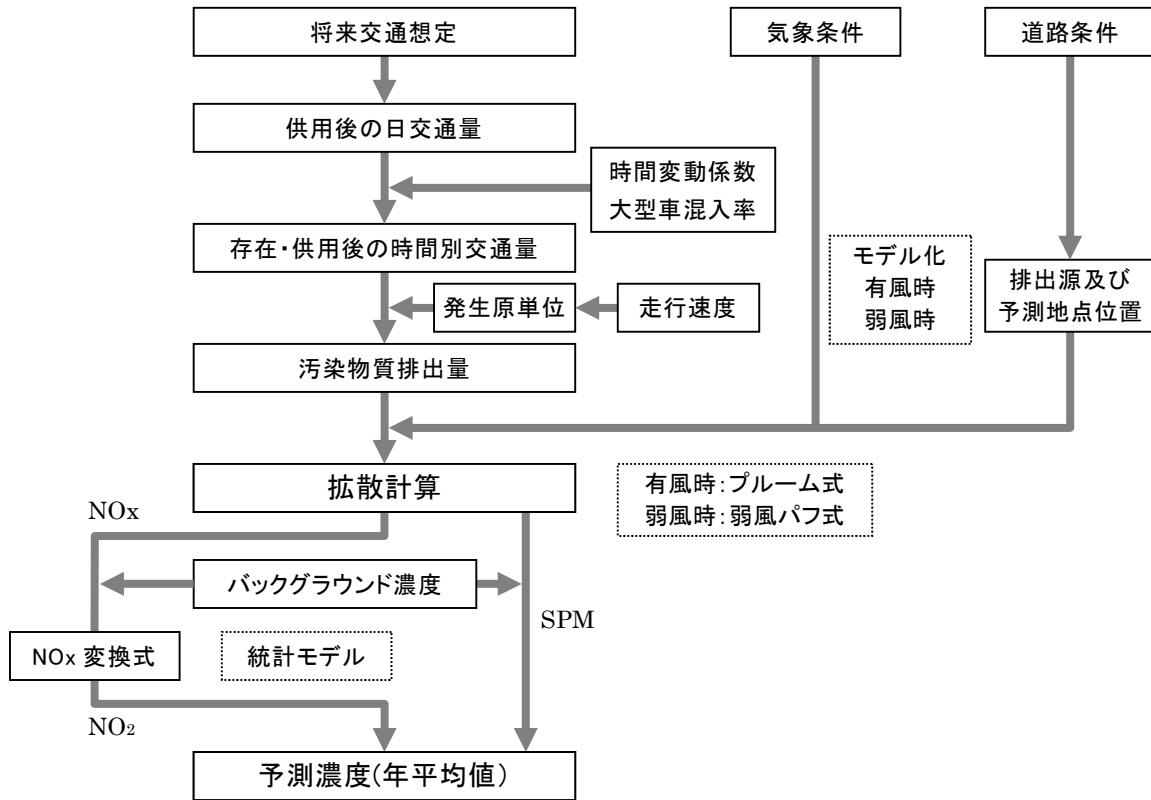 将来交通想定
気象条件
道路条件
供用後の日交通量
時間変動係数
大型車混入率
存在・供用後の時間別交通量
モデル化
有風時
弱風時
排出源及び
予測地点位置
発生原単位
走行速度
汚染物質排出量
拡散計算
有風時：プルーム式
弱風時：弱風パフ式
NOx
バックグラウンド濃度
SPM
NOx 変換式
統計モデル
NO₂
予測濃度（年平均値）